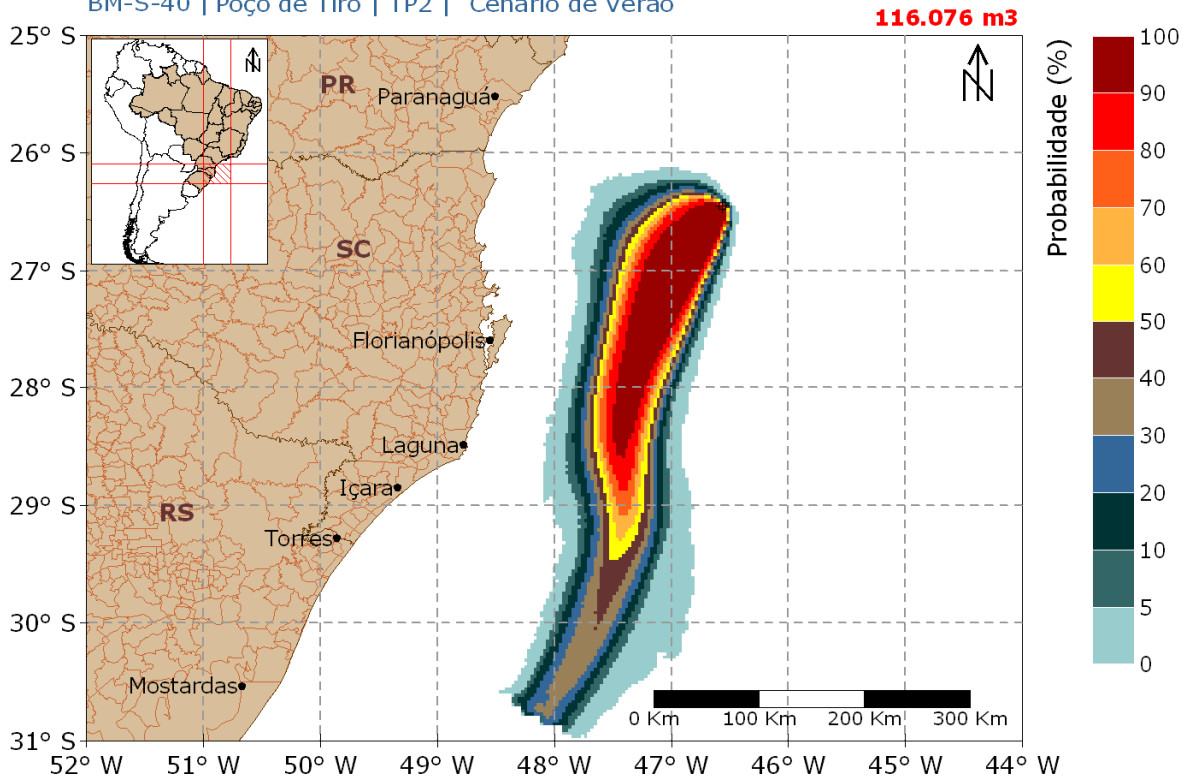 BM-S-40 | Poço de Tiro | TP2 | Cenário de Verão
116.076 m3
25° S
26° S
27° S
28° S
29° S
30° S
31° S
N
PR
Paranaguá
SC
Florianópolis
Laguna
Içara
RS
Torres
Mostardas
N
0 Km 100 Km 200 Km 300 Km
52 W 51° W 50° W 49° W 48° W 47° W 46° W 45° W 44° W
Probabilidade (%)
100
90
80
70
60
50
40
30
20
10
5
0